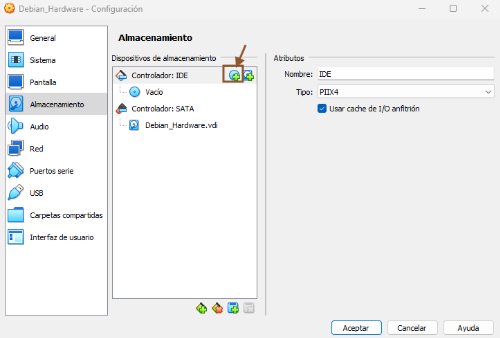 Debian_Hardware - Configuración
General
Sistema
Pantalla
Almacenamiento
Audio
Red
Puertos serie
USB
Carpetas compartidas
Interfaz de usuario
Almacenamiento
Dispositivos de almacenamiento
Controlador: IDE
Vacío
Controlador: SATA
Debian_Hardware.vdi
Atributos
Nombre: IDE
Tipo: PIIX4
Usar cache de I/O anfitrión
Aceptar
Cancelar
Ayuda